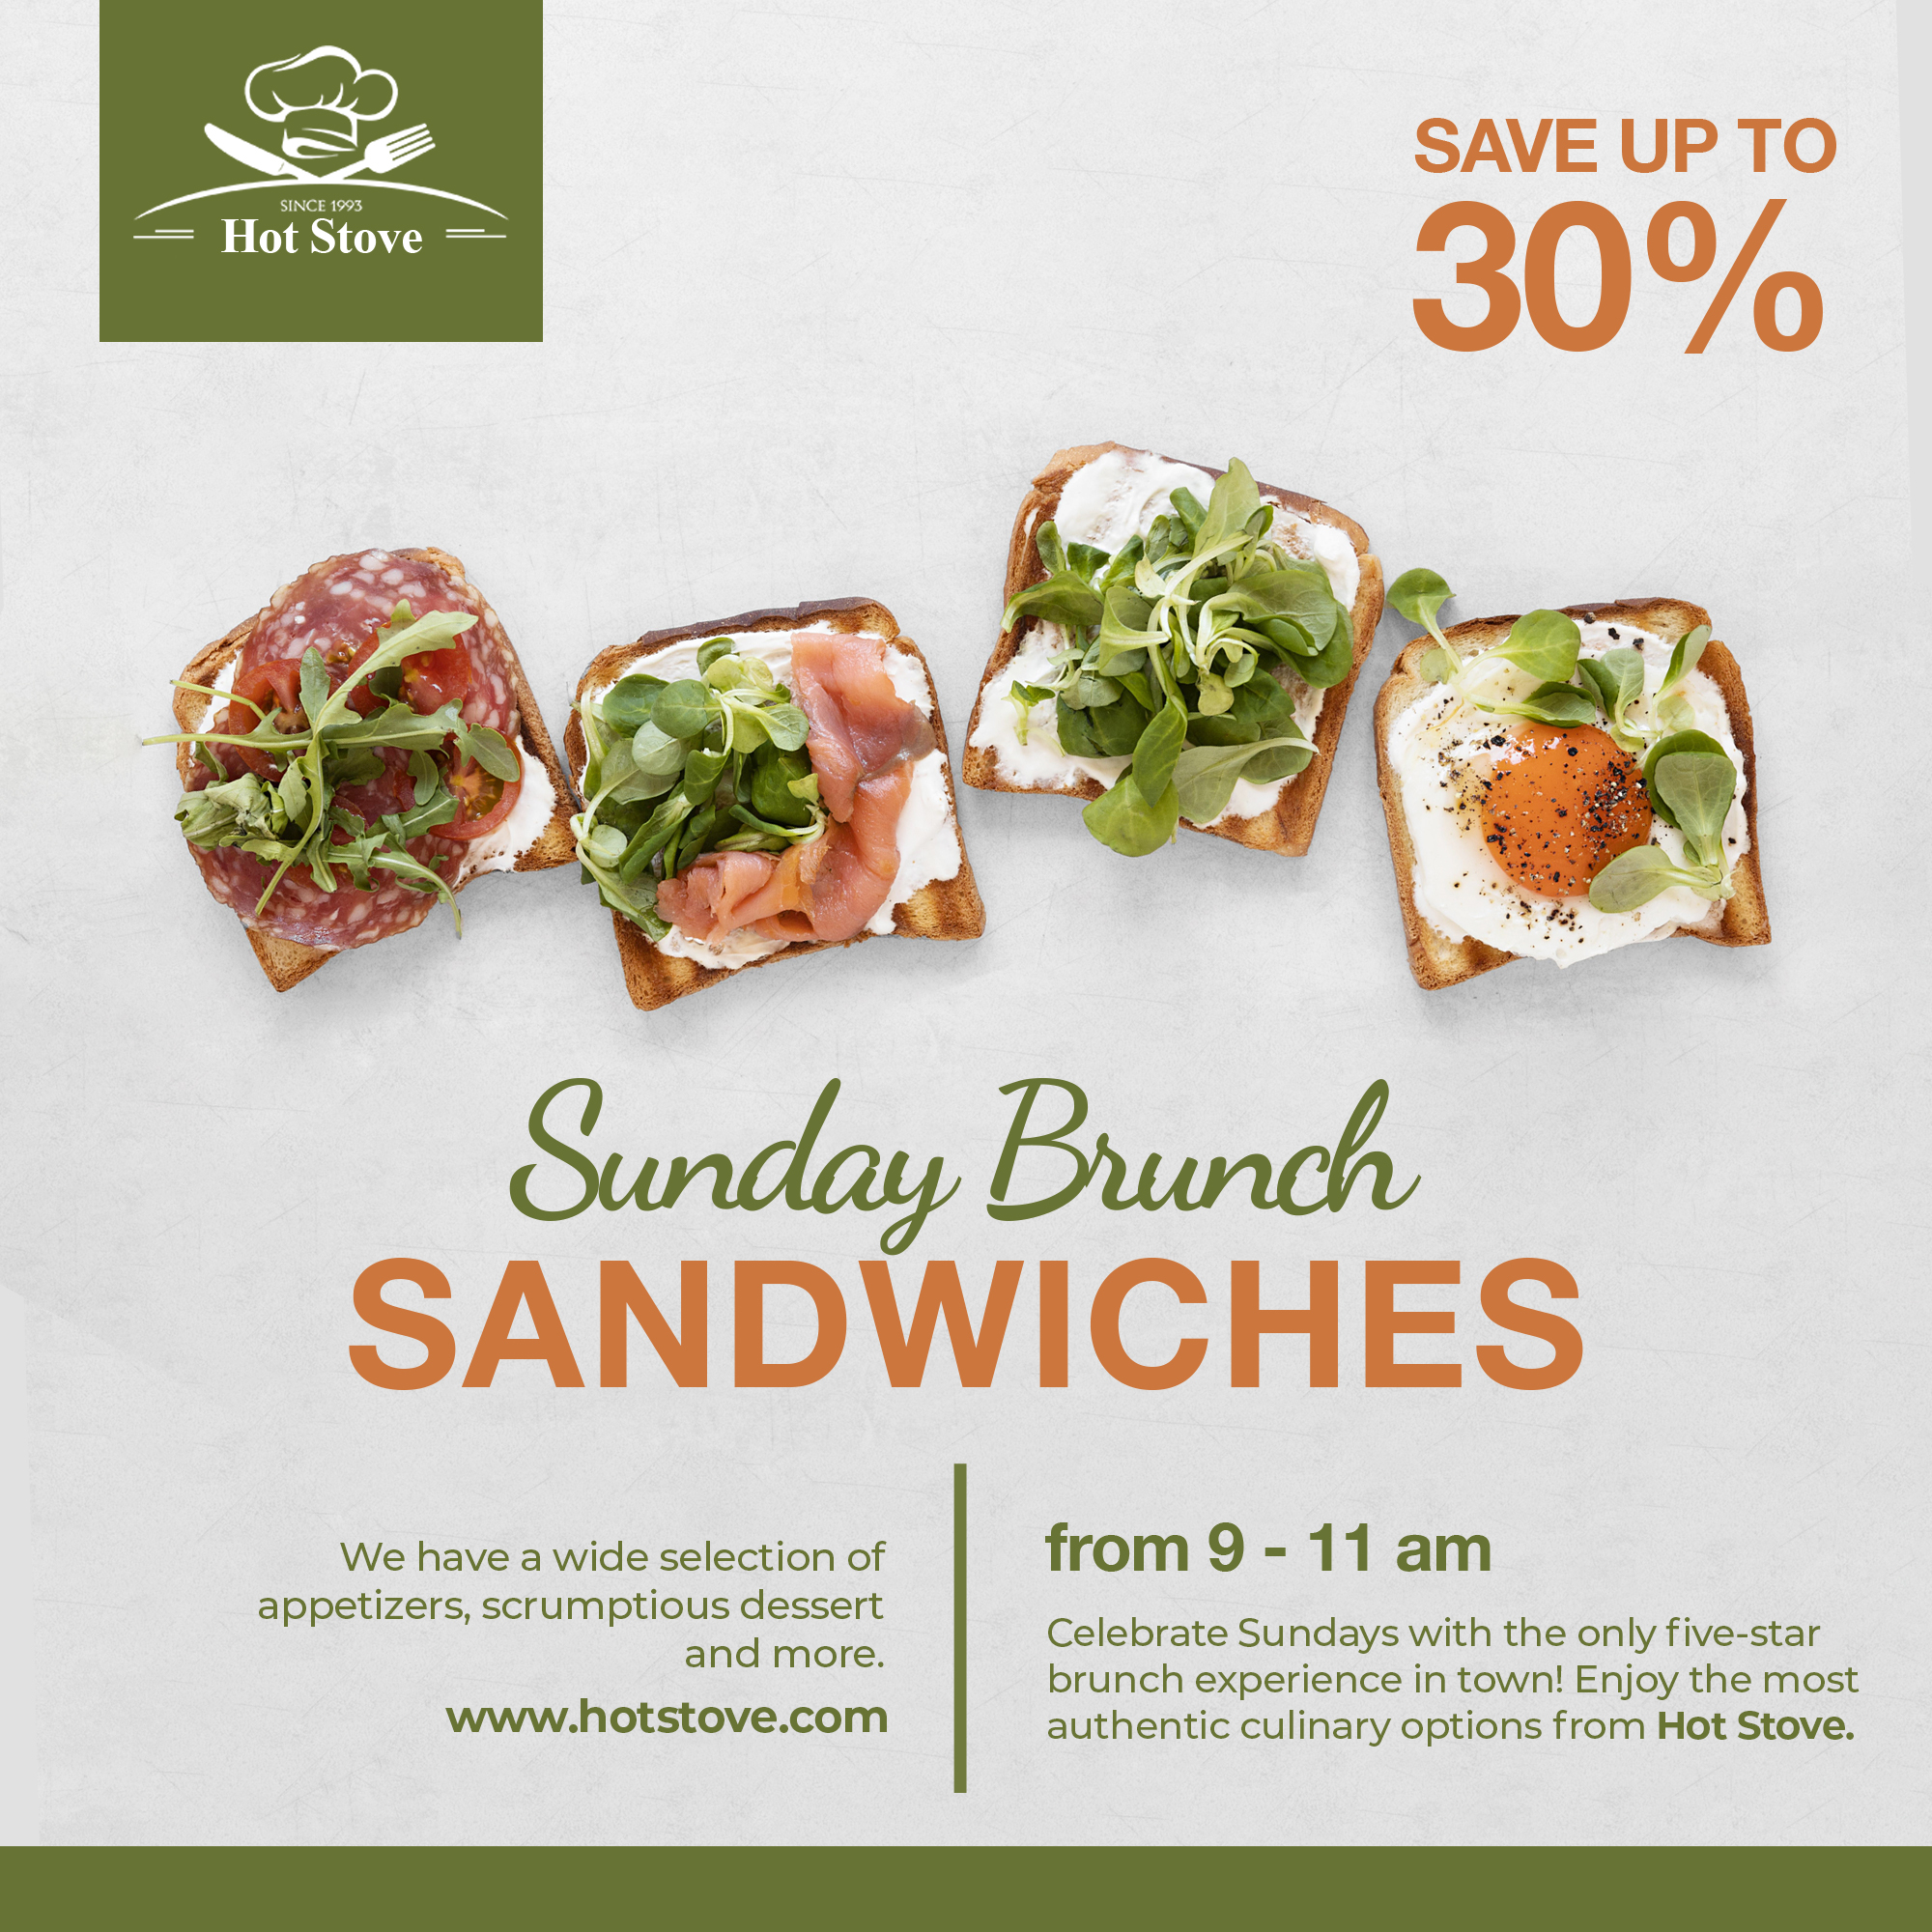 SINCE 1993
Hot Stove
SAVE UP TO
30%
Sunday Brunch
SANDWICHES
We have a wide selection of
appetizers, scrumptious dessert
and more.
www.hotstove.com
from 9 - 11 am
Celebrate Sundays with the only five-star
brunch experience in town! Enjoy the most
authentic culinary options from Hot Stove.